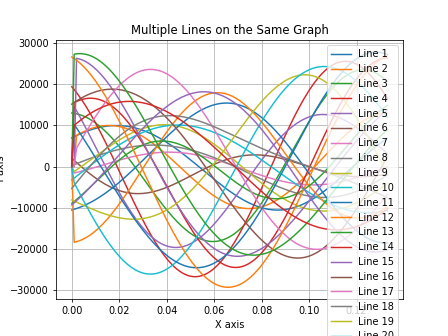 Multiple Lines on the Same Graph
30000
20000
10000
0
−10000
−20000
−30000
0.00
0.02
0.04
0.06
0.08
0.10
X axis
Line 1
Line 2
Line 3
Line 4
Line 5
Line 6
Line 7
Line 8
Line 9
Line 10
Line 11
Line 12
Line 13
Line 14
Line 15
Line 16
Line 17
Line 18
Line 19
Line 20